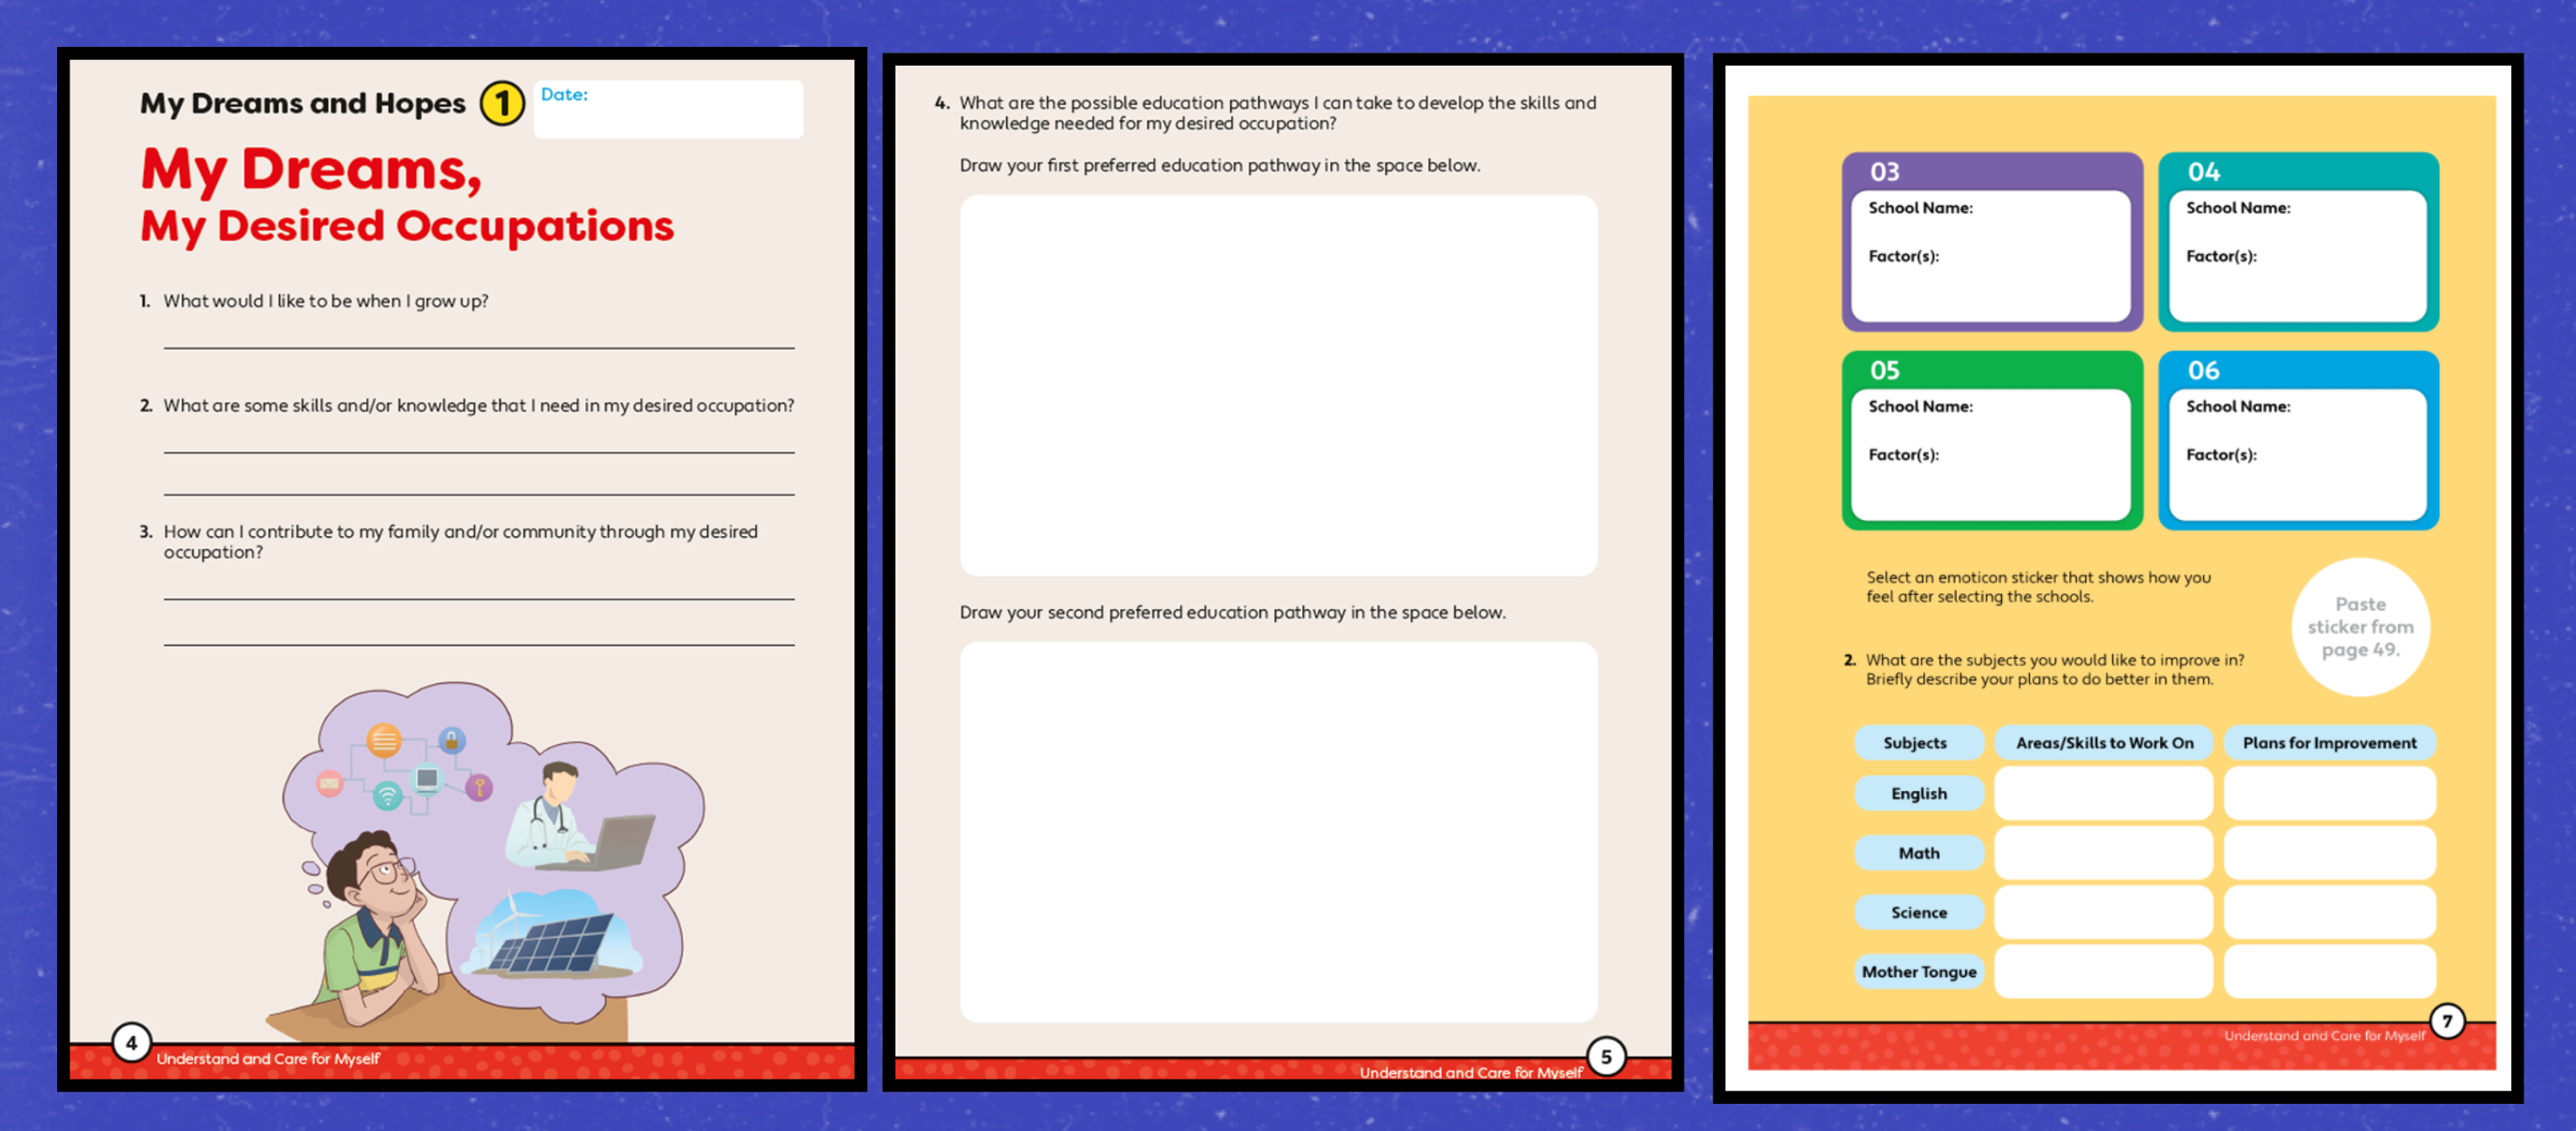 My Dreams and Hopes 1
Date:
My Dreams,
My Desired Occupations
1. What would I like to be when I grow up?
2. What are some skills and/or knowledge that I need in my desired occupation?
3. How can I contribute to my family and/or community through my desired
occupation?
4
Understand and Care for Myself
4. What are the possible education pathways I can take to develop the skills and
knowledge needed for my desired occupation?
Draw your first preferred education pathway in the space below.
Draw your second preferred education pathway in the space below.
Understand and Care for Myself
5
03
School Name:
Factor(s):
04
School Name:
Factor(s):
05
School Name:
Factor(s):
06
School Name:
Factor(s):
Select an emoticon sticker that shows how you
feel after selecting the schools.
Paste
sticker from
page 49.
2. What are the subjects you would like to improve in?
Briefly describe your plans to do better in them.
Subjects Areas/Skills to Work On Plans for Improvement
English
Math
Science
Mother Tongue
Understand and Care for Myself
7